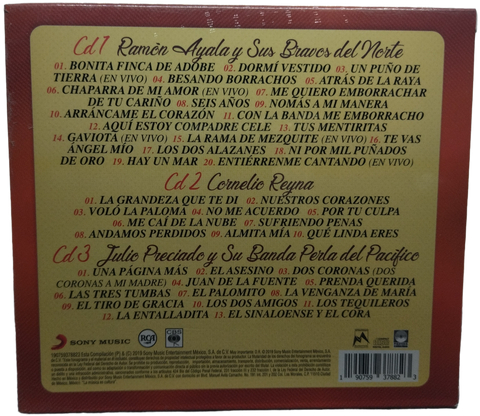 Cd 1 Ramón Ayala y Sus Bravos del Norte
01. BONITA FINCA DE ADOBE 02. DORMÍ VESTIDO 03. UN PUÑO DE
TIERRA (EN VIVO) 04. BESANDO BORRACHOS 05. ATRÁS DE LA RAYA
06. CHAPARRA DE MI AMOR (EN VIVO) 07. ME QUIERO EMBORRACHAR
DE TU CARIÑO 08. SEIS AÑOS 09. NOMÁS A MI MANERA
10. ARRÁNCAME EL CORAZÓN 11. CON LA BANDA ME EMBORRACHO
12. AQUÍ ESTOY COMPADRE CELE 13. TUS MENTIRITAS
14. GAVIOTA (EN VIVO) 15. LA RAMA DE MEZQUITE (EN VIVO) 16. TE VAS
ÁNGEL MÍO 17. LOS DOS ALAZANES 18. NI POR MIL PUÑADOS
DE ORO 19. HAY UN MAR 20. ENTIÉRRENME CANTANDO (EN VIVO)
Cd 2 Cornelio Reyna
01. LA GRANDEZA QUE TE DI 02. NUESTROS CORAZONES
03. VOLÓ LA PALOMA 04. NO ME ACUERDO 05. POR TU CULPA
06. ME CAÍ DE LA NUBE 07. SUFRIENDO PENAS
08. ANDAMOS PERDIDOS 09. ALMITA MÍA 10. QUÉ LINDA ERES
Cd 3 Julio Preciado y Su Banda Perla del Pacífico
01. UNA PÁGINA MÁS 02. EL ASESINO 03. DOS CORONAS (DOS
CORONAS A MI MADRE) 04. JUAN DE LA FUENTE 05. PRENDA QUERIDA
06. LAS TRES TUMBAS 07. EL PALOMITO 08. LA VENGANZA DE MARÍA
09. EL TIRO DE GRACIA 10. LOS DOS AMIGOS 11. LOS TEQUILEROS
12. LA ENTALLADITA 13. EL SINALOENSE Y EL CORA
SONY MUSIC
CBS
1 90759 37882 3